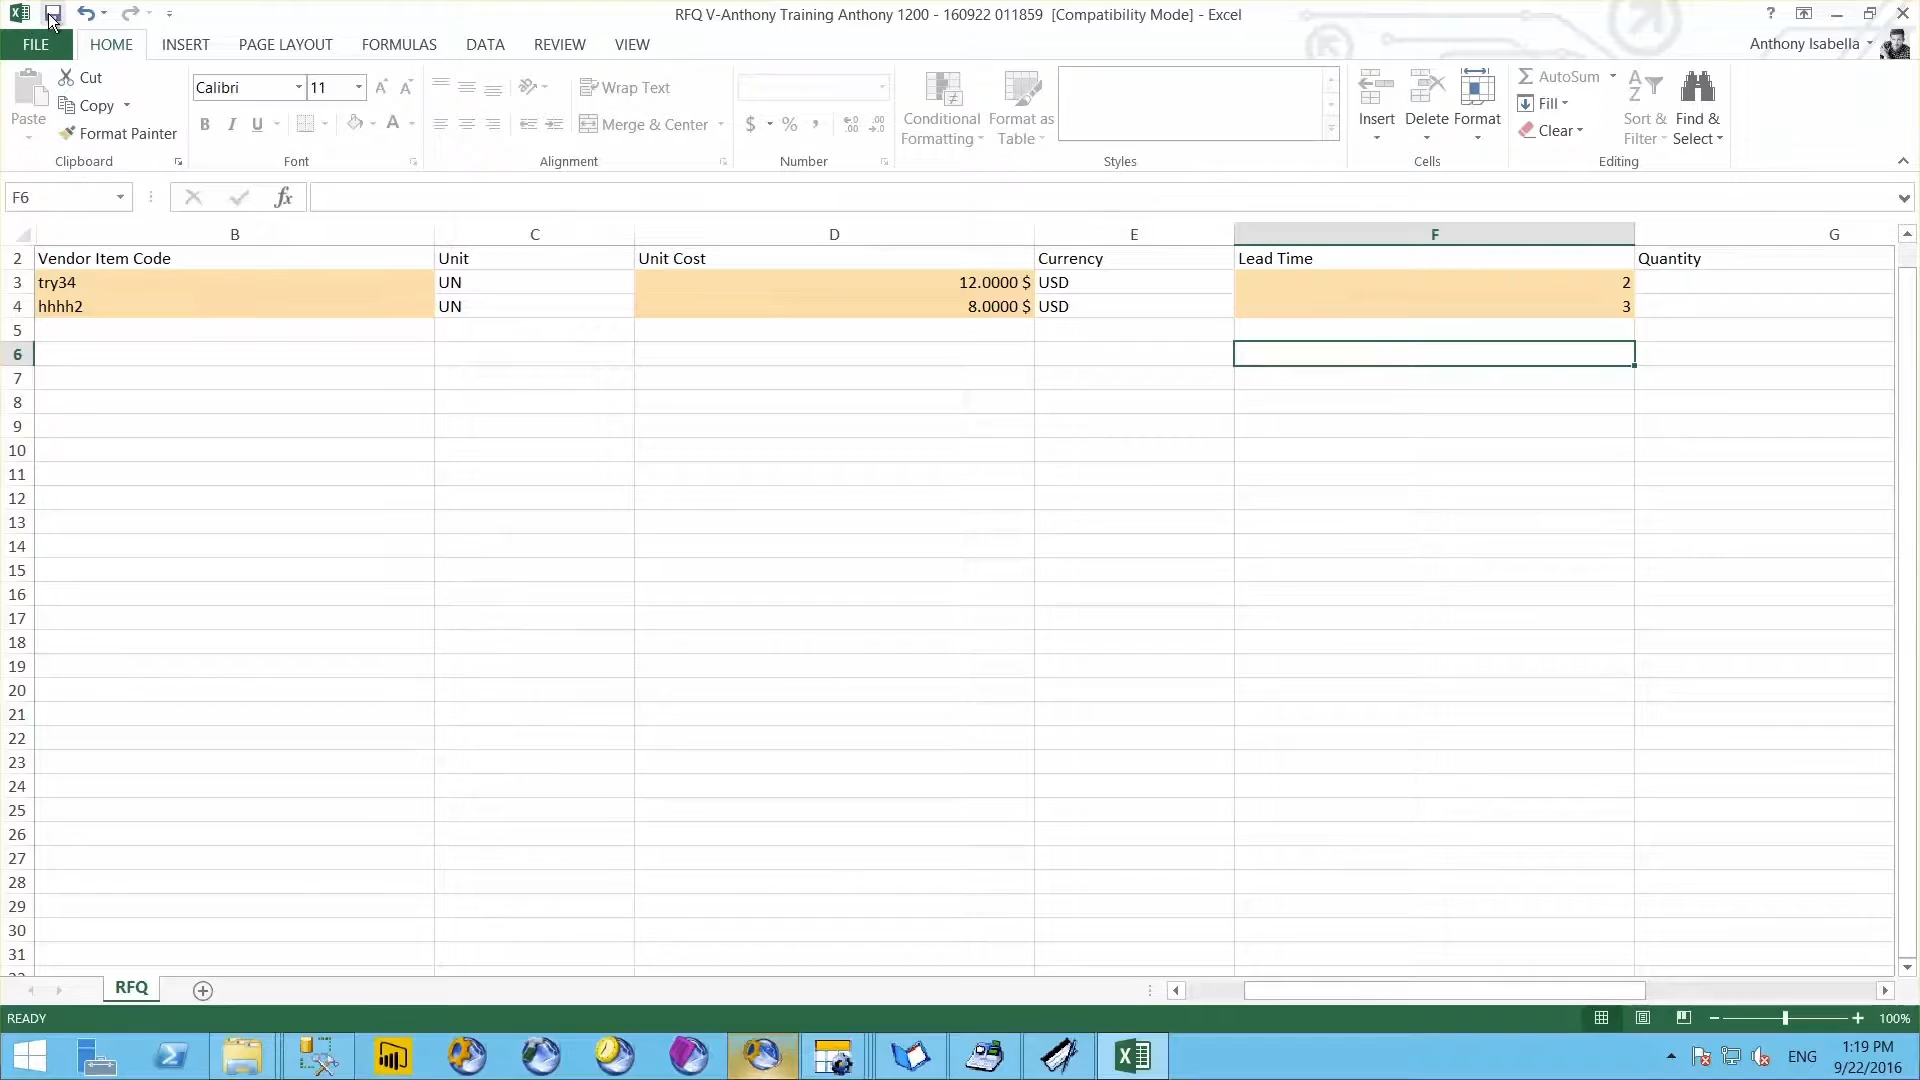 RFQ V-Anthony Training Anthony 1200 - 160922 011859 [Compatibility Mode] - Excel
?
FILE HOME INSERT PAGE LAYOUT FORMULAS DATA REVIEW VIEW Anthony Isabella
Paste
Cut
Copy
Format Painter
Clipboard
Calibri 11 A A
B I U A
Font
Wrap Text
Merge & Center
Alignment
$ % , .00 .0
Number
Conditional Formatting
Format as Table
Styles
Insert Delete Format
Cells
AutoSum
Fill
Clear
Sort & Filter
Find & Select
Editing
F6 fx
B C D E F G
2 Vendor Item Code Unit Unit Cost Currency Lead Time Quantity
3 try34 UN 12.0000 $ USD 2
4 hhhh2 UN 8.0000 $ USD 3
5
6
7
8
9
10
11
12
13
14
15
16
17
18
19
20
21
22
23
24
25
26
27
28
29
30
31
RFQ
READY 100%
ENG
1:19 PM
9/22/2016